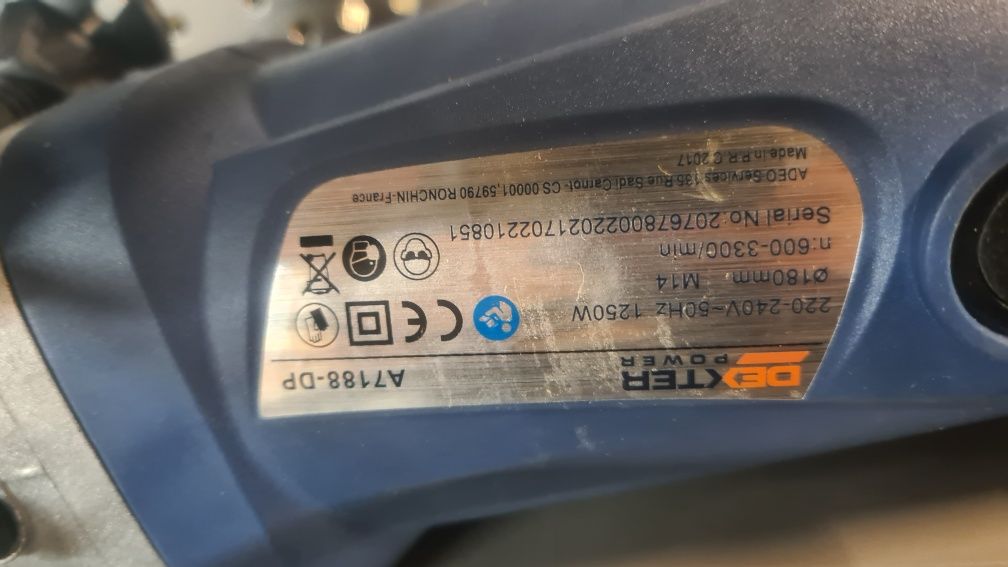 DEXTER
POWER
A7188-DP
220-240V~50Hz 1250W
Ø180mm M14
n:600-3300/min
Serial No:2076780022021702210851
ADEO Services 135 Rue Sadi Carnot- CS 00001,59790 RONCHIN-France
Made in P.R.C 2017